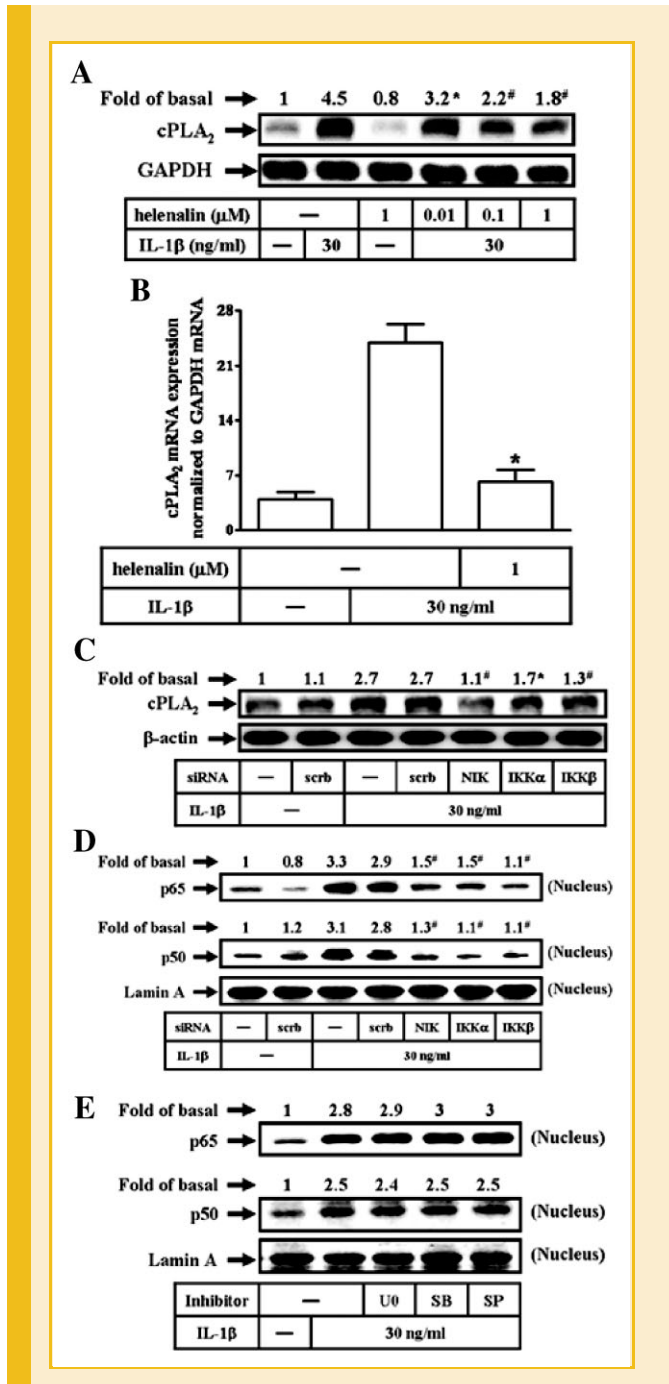 A
Fold of basal 1 4.5 0.8 3.2* 2.2# 1.8#
cPLA2
GAPDH
helenalin (μM) — 1 0.01 0.1 1
IL-1β (ng/ml) — 30 — 30
B
cPLA2 mRNA expression
normalized to GAPDH mRNA
28
21
14
7
0
*
helenalin (μM) — 1
IL-1β — 30 ng/ml
C
Fold of basal 1 1.1 2.7 2.7 1.1# 1.7* 1.3#
cPLA2
β-actin
siRNA — scrb — scrb NIK IKKα IKKβ
IL-1β — 30 ng/ml
D
Fold of basal 1 0.8 3.3 2.9 1.5# 1.5# 1.1#
p65 (Nucleus)
Fold of basal 1 1.2 3.1 2.8 1.3# 1.1# 1.1#
p50 (Nucleus)
Lamin A (Nucleus)
siRNA — scrb — scrb NIK IKKα IKKβ
IL-1β — 30 ng/ml
E
Fold of basal 1 2.8 2.9 3 3
p65 (Nucleus)
Fold of basal 1 2.5 2.4 2.5 2.5
p50 (Nucleus)
Lamin A (Nucleus)
Inhibitor — U0 SB SP
IL-1β — 30 ng/ml